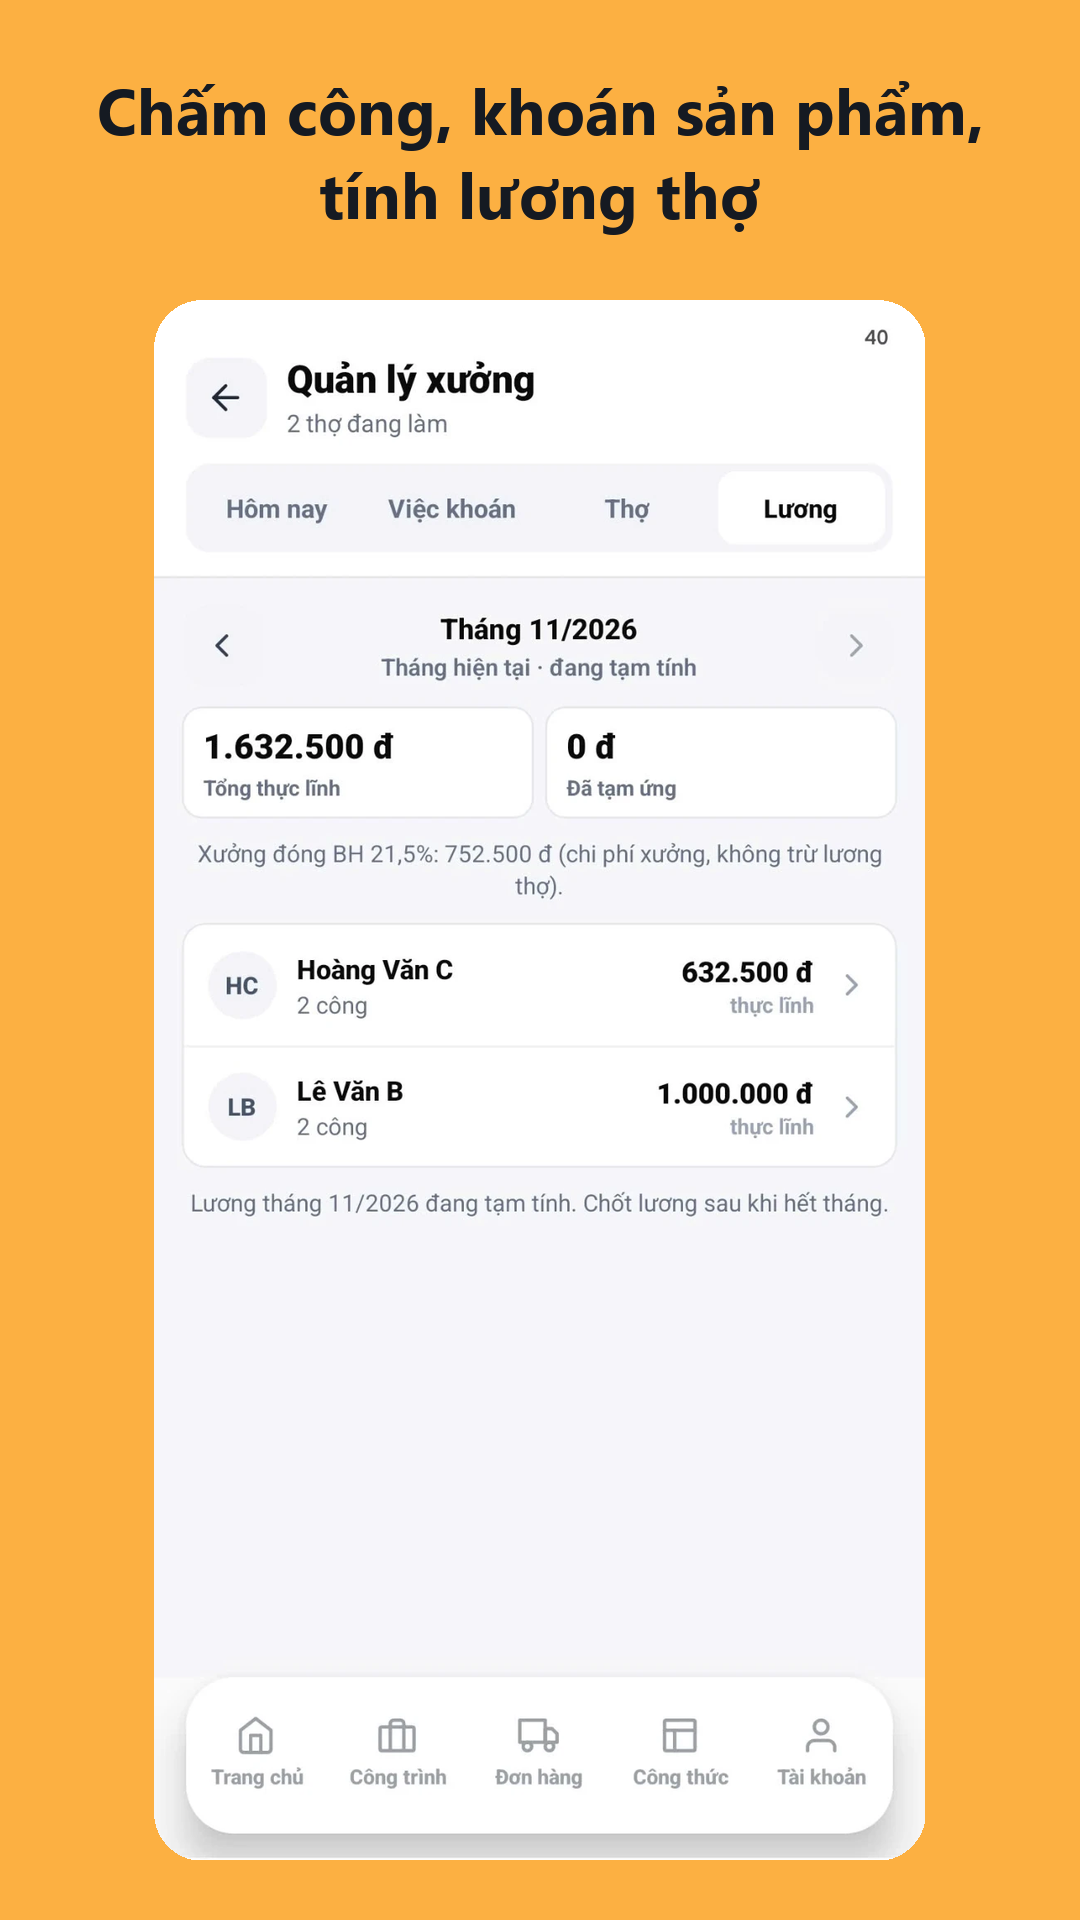 Chấm công, khoán sản phẩm,
tính lương thợ
40
Quản lý xưởng
2 thợ đang làm
Hôm nay
Việc khoán
Thợ
Lương
Tháng 11/2026
Tháng hiện tại · đang tạm tính
1.632.500 đ
Tổng thực lĩnh
0 đ
Đã tạm ứng
Xưởng đóng BH 21,5%: 752.500 đ (chi phí xưởng, không trừ lương
thợ).
HC
Hoàng Văn C
2 công
632.500 đ
thực lĩnh
LB
Lê Văn B
2 công
1.000.000 đ
thực lĩnh
Lương tháng 11/2026 đang tạm tính. Chốt lương sau khi hết tháng.
Trang chủ
Công trình
Đơn hàng
Công thức
Tài khoản